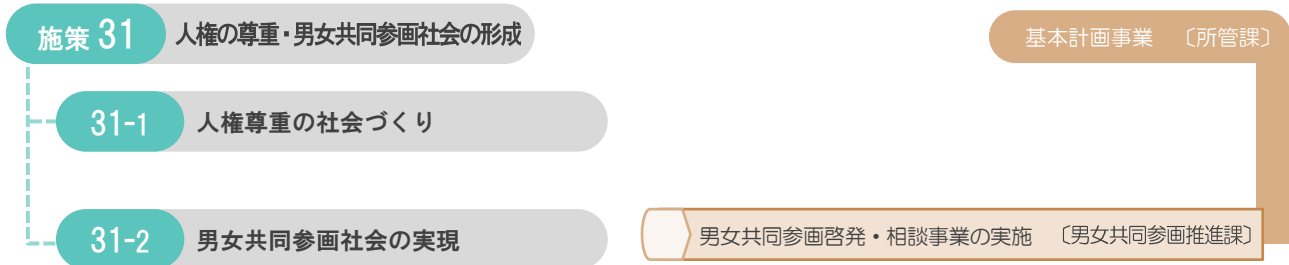 施策 31 人権の尊重・男女共同参画社会の形成
基本計画事業 〔所管課〕
31-1 人権尊重の社会づくり
31-2 男女共同参画社会の実現
男女共同参画啓発・相談事業の実施 〔男女共同参画推進課〕